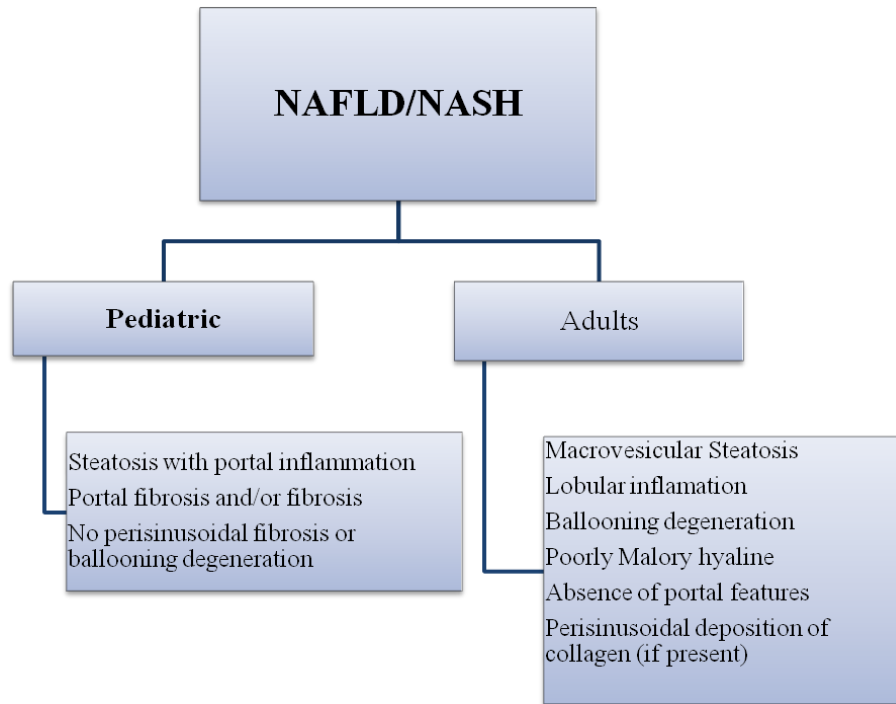 NAFLD/NASH
Pediatric
Adults
Steatosis with portal inflammation
Portal fibrosis and/or fibrosis
No perisinusoidal fibrosis or
ballooning degeneration
Macrovesicular Steatosis
Lobular inflamation
Ballooning degeneration
Poorly Malory hyaline
Absence of portal features
Perisinusoidal deposition of
collagen (if present)